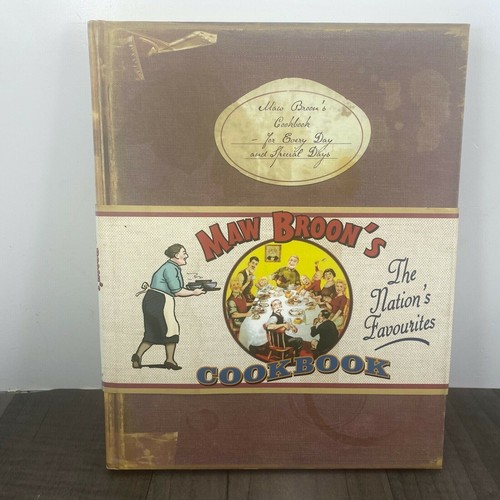 Maw Broon's
Cookbook
- for Every Day
and Special Days
MAW BROON'S
The
Nation's
Favourites
COOKBOOK